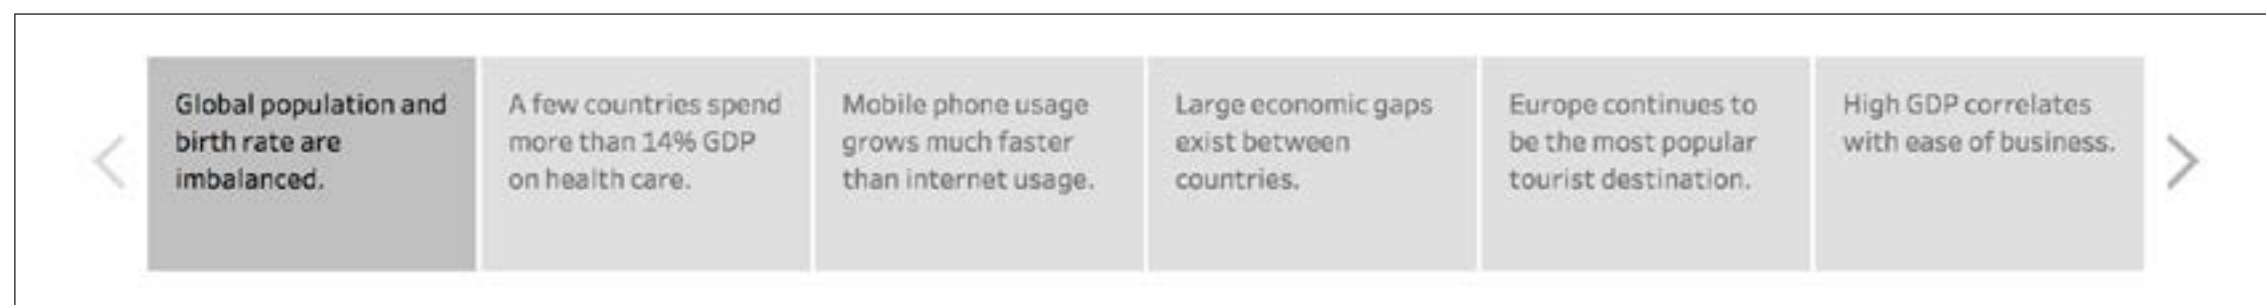 Global population and
birth rate are
imbalanced.
A few countries spend
more than 14% GDP
on health care.
Mobile phone usage
grows much faster
than internet usage.
Large economic gaps
exist between
countries.
Europe continues to
be the most popular
tourist destination.
High GDP correlates
with ease of business.